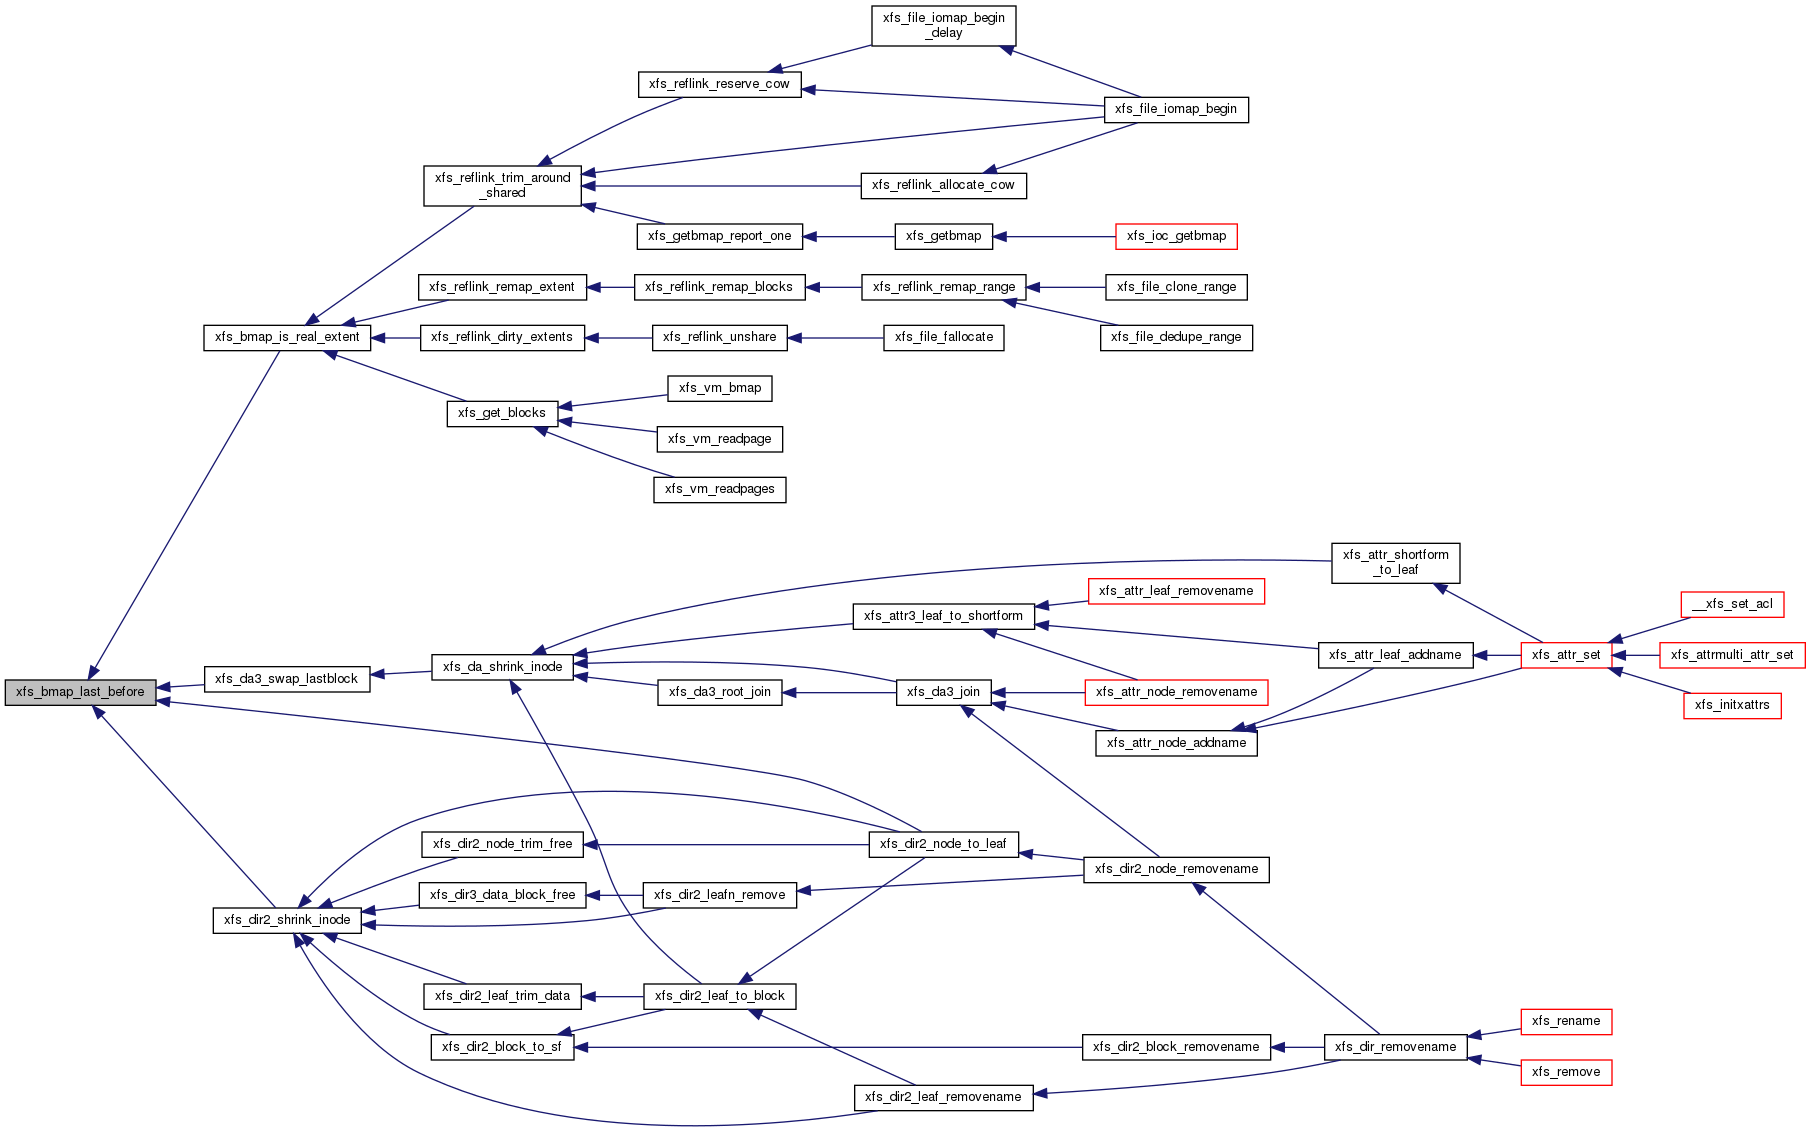 xfs_file_iomap_begin
_delay
xfs_reflink_reserve_cow
xfs_file_iomap_begin
xfs_reflink_trim_around
_shared
xfs_reflink_allocate_cow
xfs_getbmap_report_one
xfs_getbmap
xfs_ioc_getbmap
xfs_reflink_remap_extent
xfs_reflink_remap_blocks
xfs_reflink_remap_range
xfs_file_clone_range
xfs_bmap_is_real_extent
xfs_reflink_dirty_extents
xfs_reflink_unshare
xfs_file_fallocate
xfs_file_dedupe_range
xfs_vm_bmap
xfs_get_blocks
xfs_vm_readpage
xfs_vm_readpages
xfs_attr_shortform
_to_leaf
xfs_attr_leaf_removename
xfs_attr3_leaf_to_shortform
__xfs_set_acl
xfs_da_shrink_inode
xfs_attr_leaf_addname
xfs_attr_set
xfs_attrmulti_attr_set
xfs_da3_swap_lastblock
xfs_bmap_last_before
xfs_da3_root_join
xfs_da3_join
xfs_attr_node_removename
xfs_initxattrs
xfs_attr_node_addname
xfs_dir2_node_trim_free
xfs_dir2_node_to_leaf
xfs_dir2_node_removename
xfs_dir3_data_block_free
xfs_dir2_leafn_remove
xfs_dir2_shrink_inode
xfs_dir2_leaf_trim_data
xfs_dir2_leaf_to_block
xfs_rename
xfs_dir2_block_to_sf
xfs_dir2_block_removename
xfs_dir_removename
xfs_remove
xfs_dir2_leaf_removename